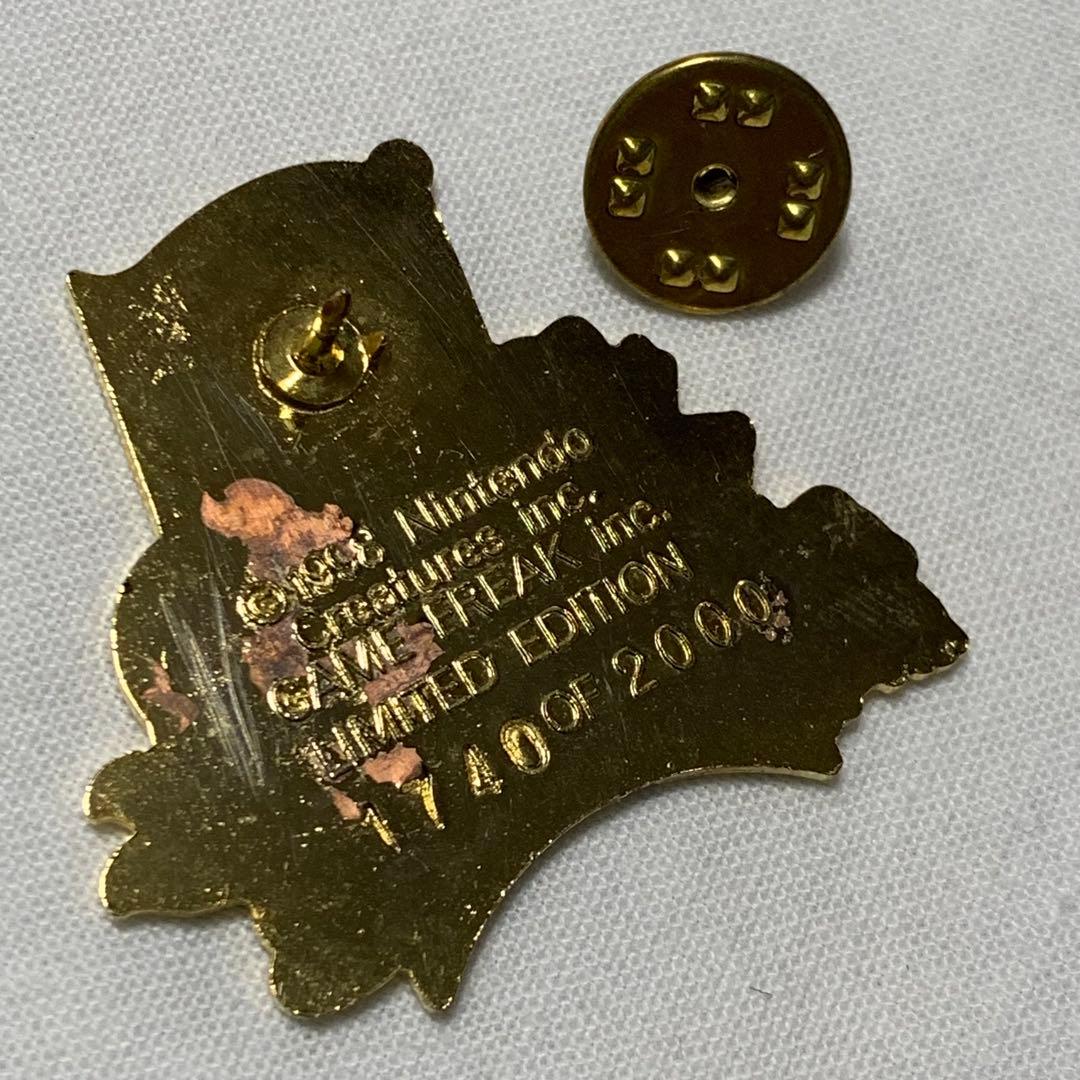 ©1998 Nintendo
Creatures inc.
GAME FREAK inc.
LIMITED EDITION
1740 OF 2000